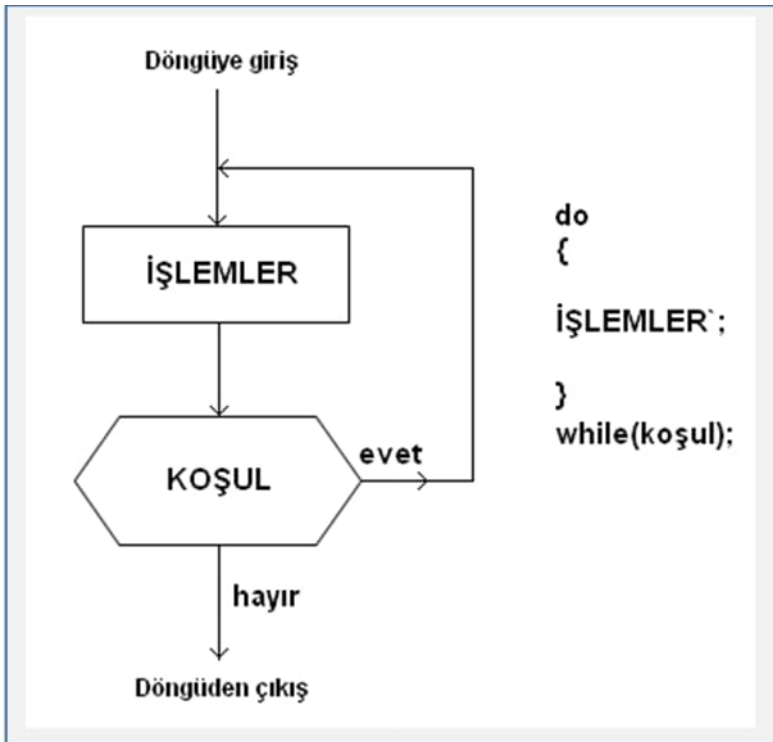 Döngüye giriş
İŞLEMLER
KOŞUL
evet
hayır
Döngüden çıkış
do
{
İŞLEMLER`;
}
while(koşul);